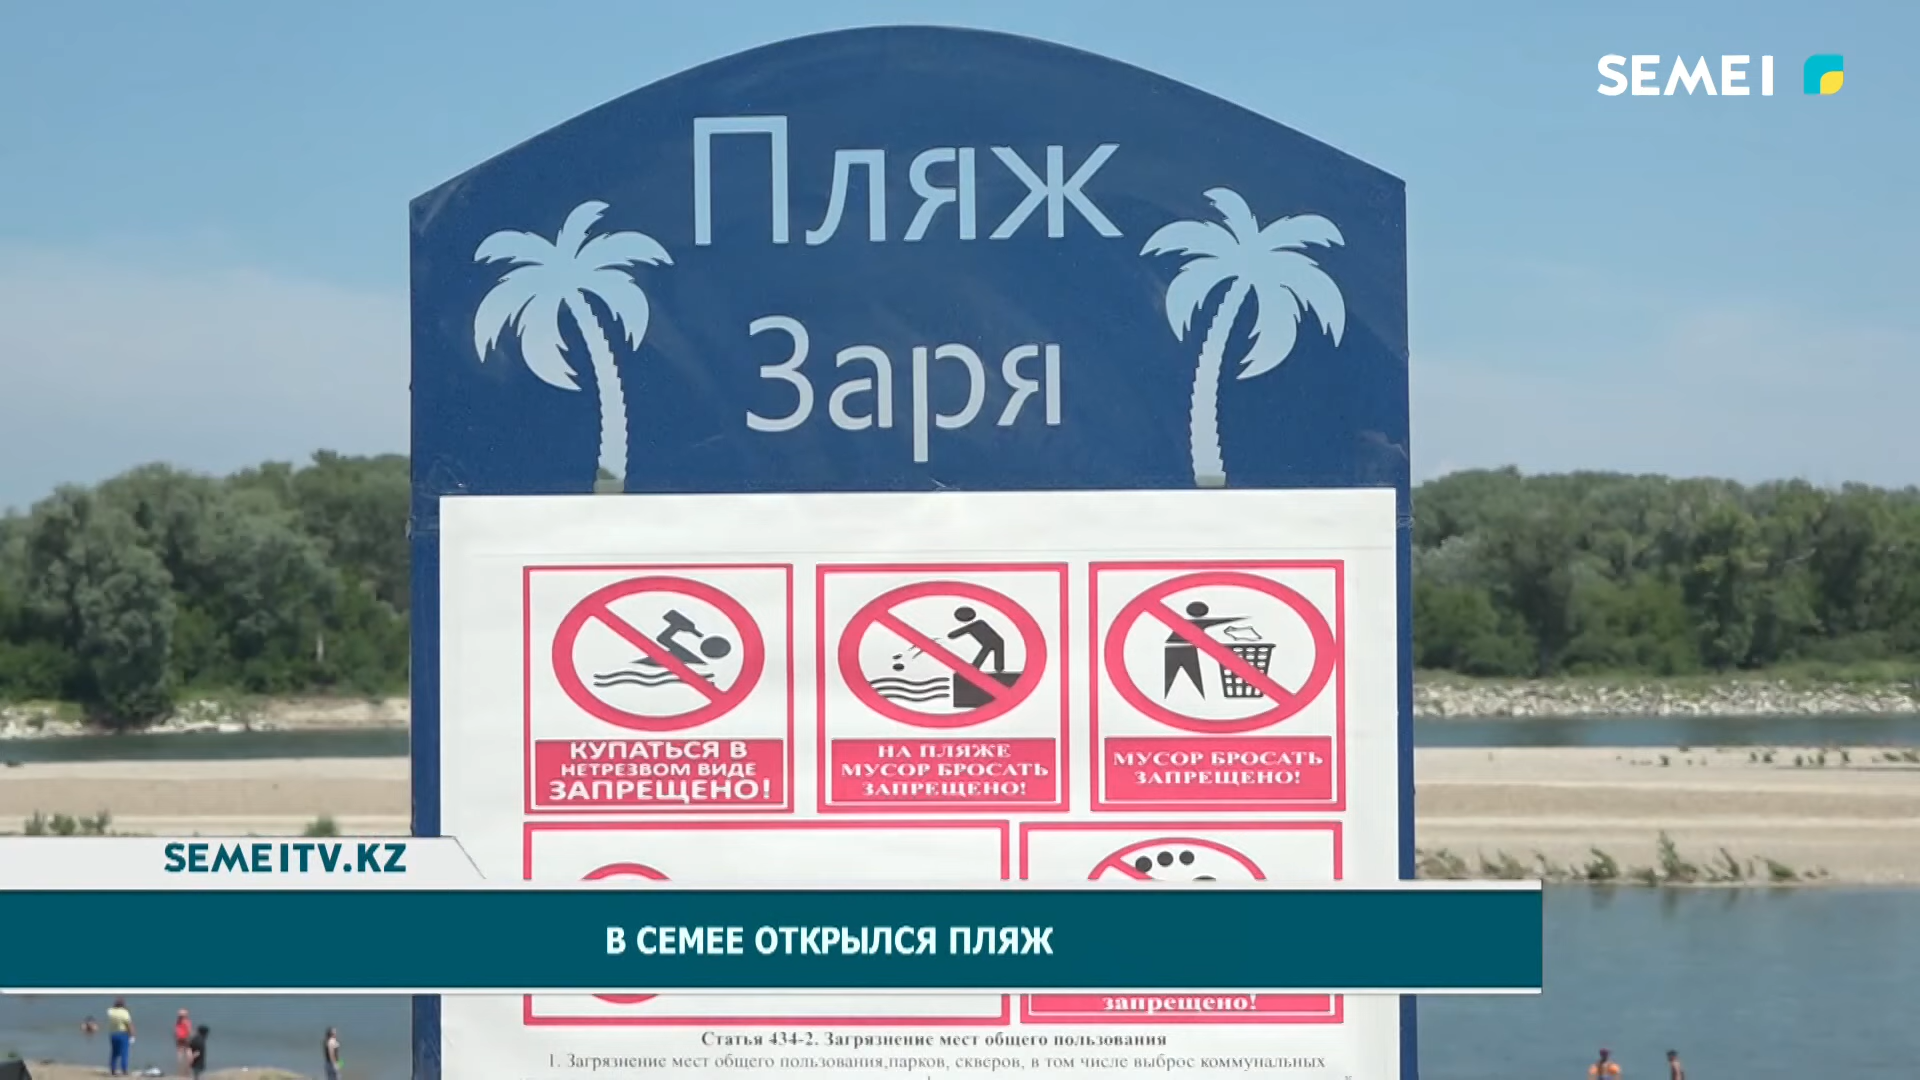 SEMEI
Пляж
Заря
КУПАТЬСЯ В
НЕТРЕЗВОМ ВИДЕ
ЗАПРЕЩЕНО!
НА ПЛЯЖЕ
МУСОР БРОСАТЬ
ЗАПРЕЩЕНО!
МУСОР БРОСАТЬ
ЗАПРЕЩЕНО!
SEMEITV.KZ
В СЕМЕЕ ОТКРЫЛСЯ ПЛЯЖ
запрещено!
Статья 434-2. Загрязнение мест общего пользования
1. Загрязнение мест общего пользования,парков, скверов, в том числе выброс коммунальных